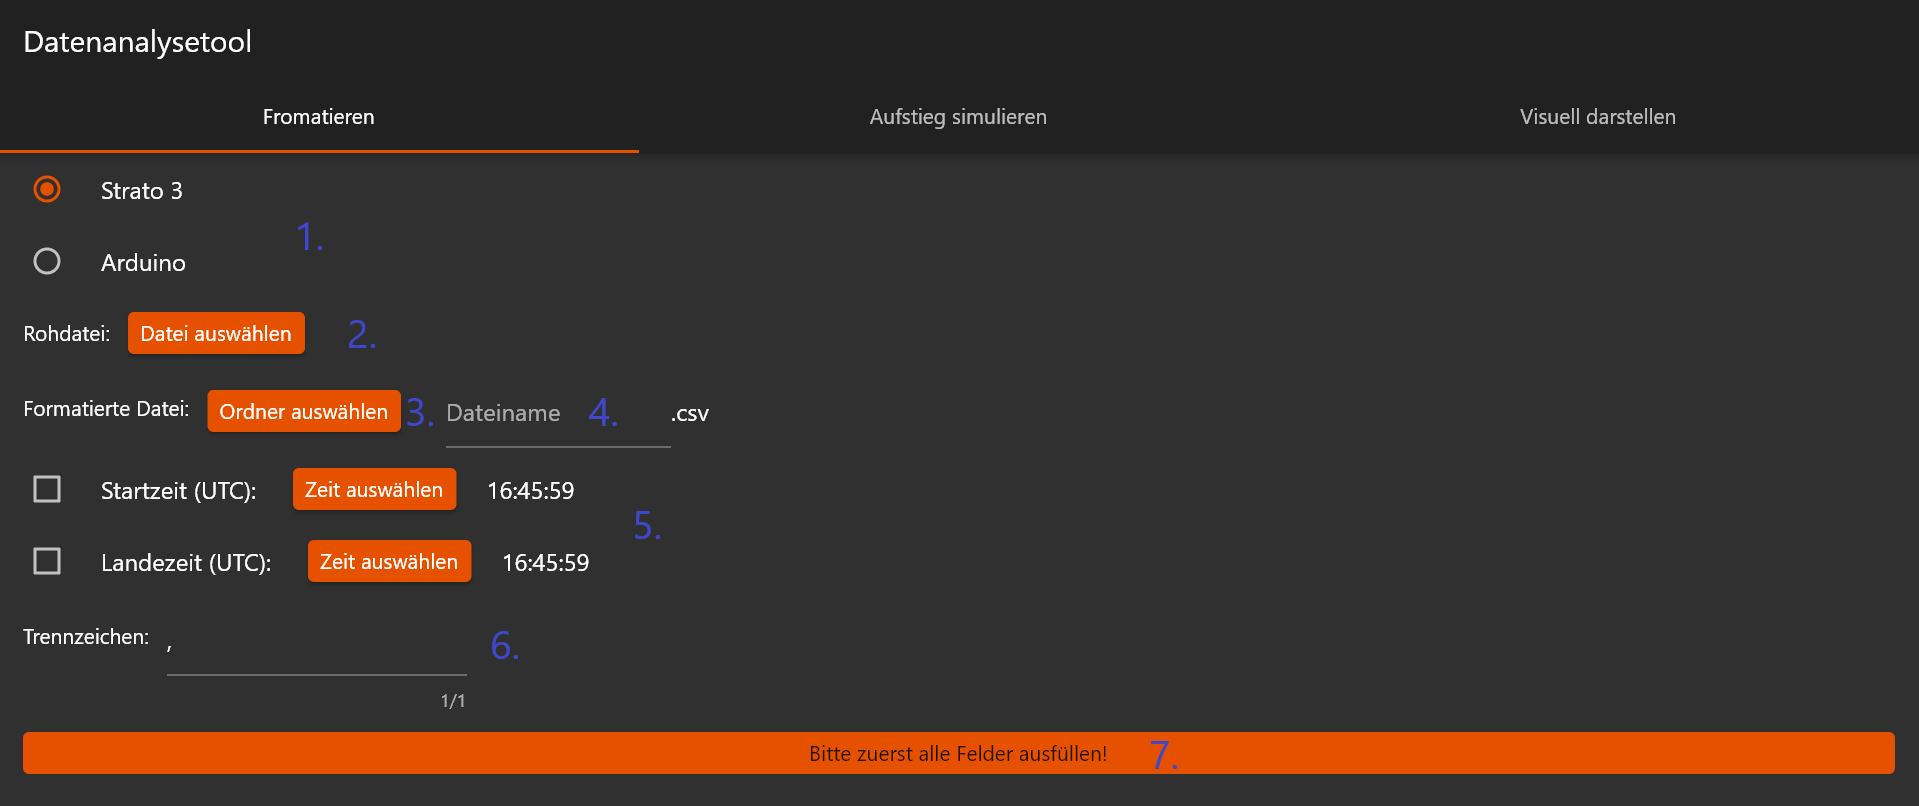 Datenanalysetool
Fromatieren Aufstieg simulieren Visuell darstellen
Strato 3
1.
Arduino
Rohdatei: Datei auswählen 2.
Formatierte Datei: Ordner auswählen 3. Dateiname 4. .csv
Startzeit (UTC): Zeit auswählen 16:45:59
5.
Landezeit (UTC): Zeit auswählen 16:45:59
Trennzeichen: , 6.
1/1
Bitte zuerst alle Felder ausfüllen! 7.